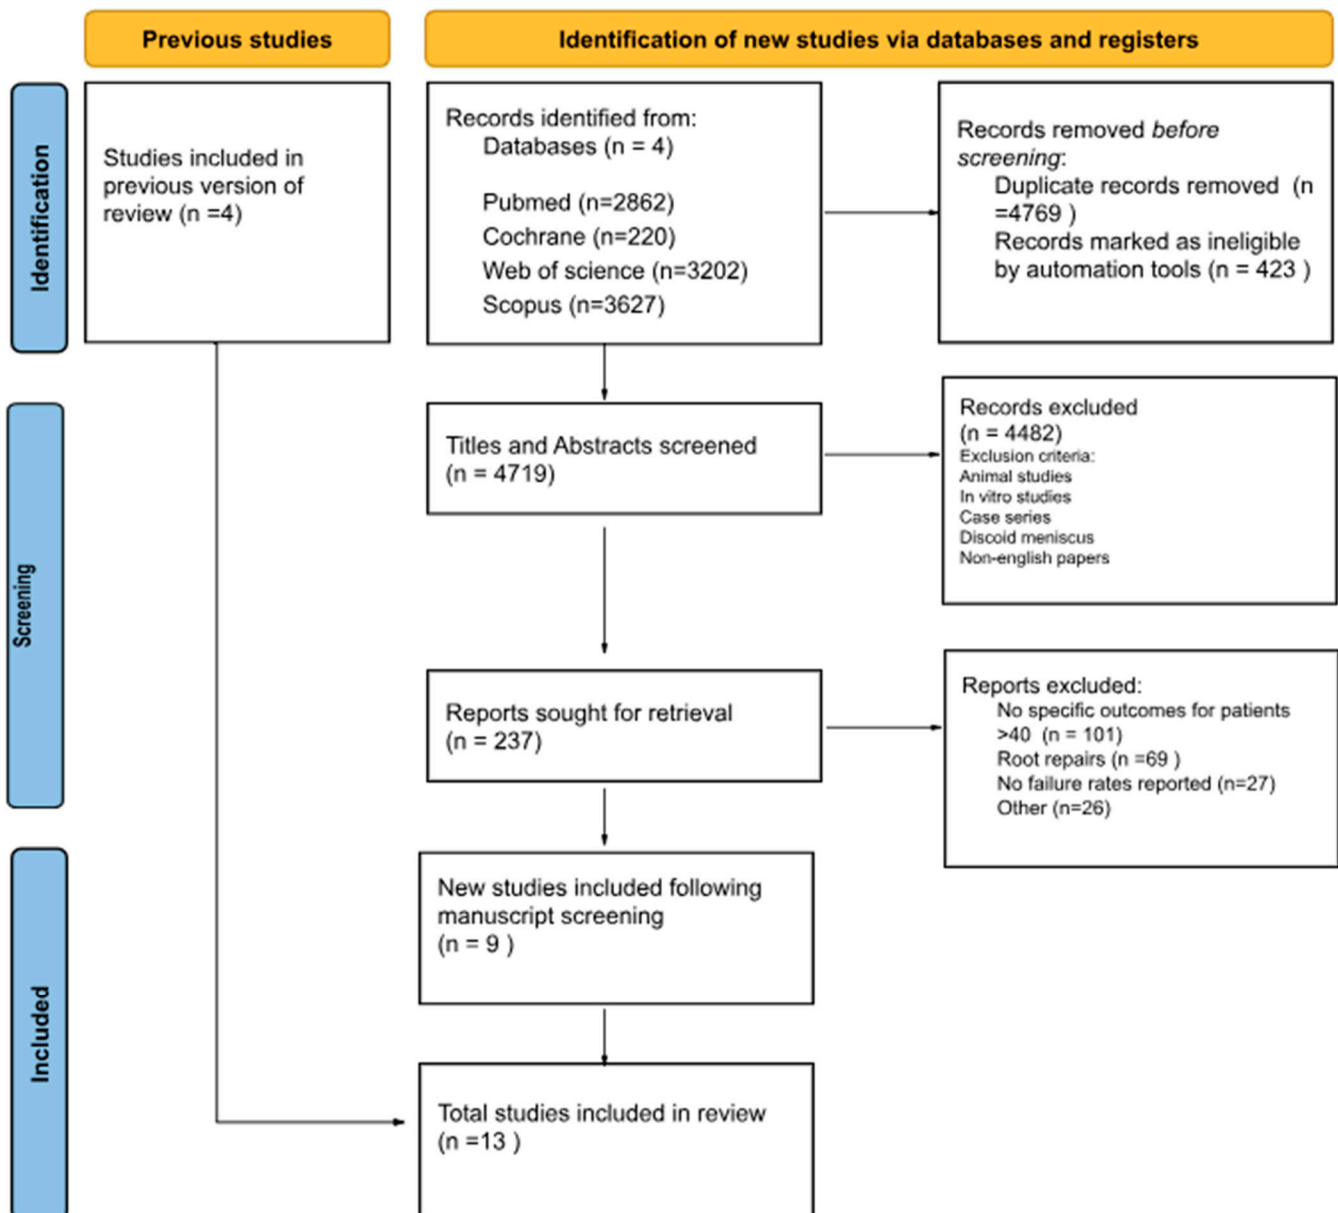 Previous studies
Identification of new studies via databases and registers
Identification
Studies included in
previous version of
review (n =4)
Records identified from:
Databases (n = 4)
Pubmed (n=2862)
Cochrane (n=220)
Web of science (n=3202)
Scopus (n=3627)
Records removed before
screening:
Duplicate records removed (n
=4769 )
Records marked as ineligible
by automation tools (n = 423 )
Screening
Titles and Abstracts screened
(n = 4719)
Records excluded
(n = 4482)
Exclusion criteria:
Animal studies
In vitro studies
Case series
Discoid meniscus
Non-english papers
Reports sought for retrieval
(n = 237)
Reports excluded:
No specific outcomes for patients
>40 (n = 101)
Root repairs (n =69 )
No failure rates reported (n=27)
Other (n=26)
Included
New studies included following
manuscript screening
(n = 9 )
Total studies included in review
(n =13 )